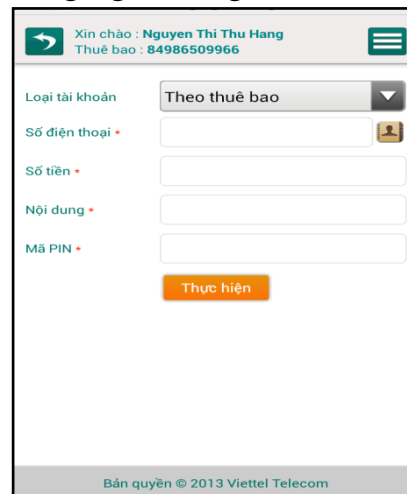 Xin chào : Nguyen Thi Thu Hang
Thuê bao : 84986509966
Loại tài khoản
Theo thuê bao
Số điện thoại *
Số tiền *
Nội dung *
Mã PIN *
Thực hiện
Bản quyền © 2013 Viettel Telecom